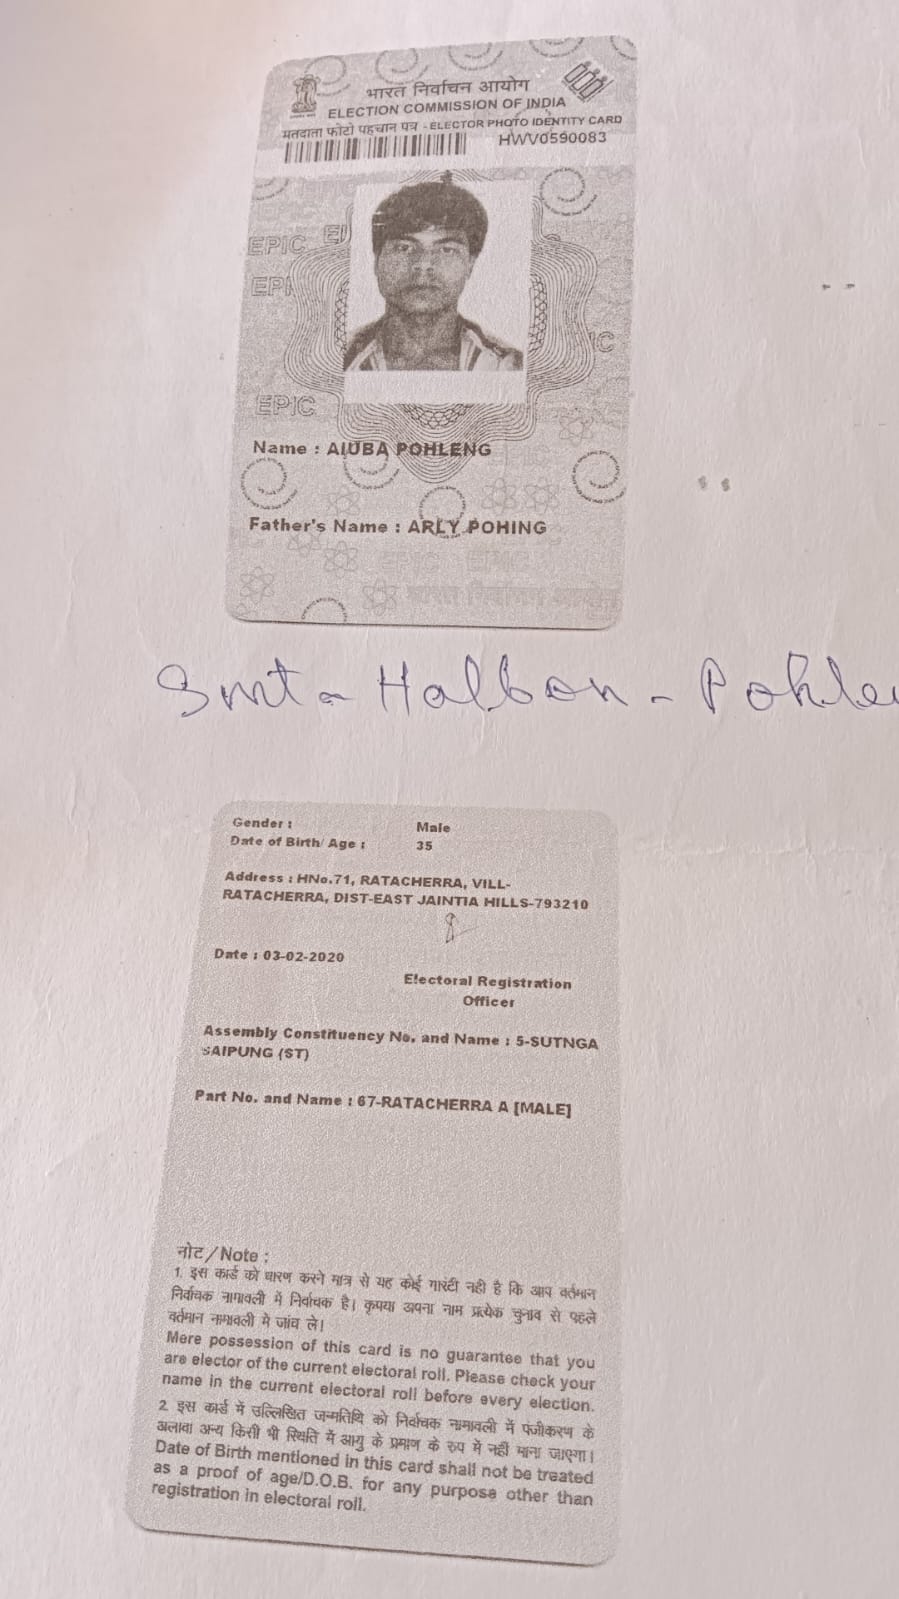 भारत निर्वाचन आयोग
ELECTION COMMISSION OF INDIA
मतदाता फोटो पहचान पत्र - ELECTOR PHOTO IDENTITY CARD
HWV0590083
EPIC
EPIC
Name : AIUBA POHLENG
Father's Name : ARLY POHING
EPIC EPIC
भारत निर्वाचन आयोग
Smt - Halbon - Pohle
Gender : Male
Date of Birth/ Age : 35
Address : HNo.71, RATACHERRA, VILL-
RATACHERRA, DIST-EAST JAINTIA HILLS-793210
Date : 03-02-2020
Electoral Registration
Officer
Assembly Constituency No. and Name : 5-SUTNGA
SAIPUNG (ST)
Part No. and Name : 67-RATACHERRA A [MALE]
नोट/Note :
1. इस कार्ड को धारण करने मात्र से यह कोई गारंटी नही है कि आप वर्तमान
निर्वाचक नामावली में निर्वाचक है। कृपया अपना नाम प्रत्येक चुनाव से पहले
वर्तमान नामावली मे जांच ले।
Mere possession of this card is no guarantee that you
are elector of the current electoral roll. Please check your
name in the current electoral roll before every election.
2. इस कार्ड में उल्लिखित जन्मतिथि को निर्वाचक नामावली में पंजीकरण के
अलावा अन्य किसी भी स्थिति में आयु के प्रमाण के रुप में नहीं माना जाएगा।
Date of Birth mentioned in this card shall not be treated
as a proof of age/D.O.B. for any purpose other than
registration in electoral roll.